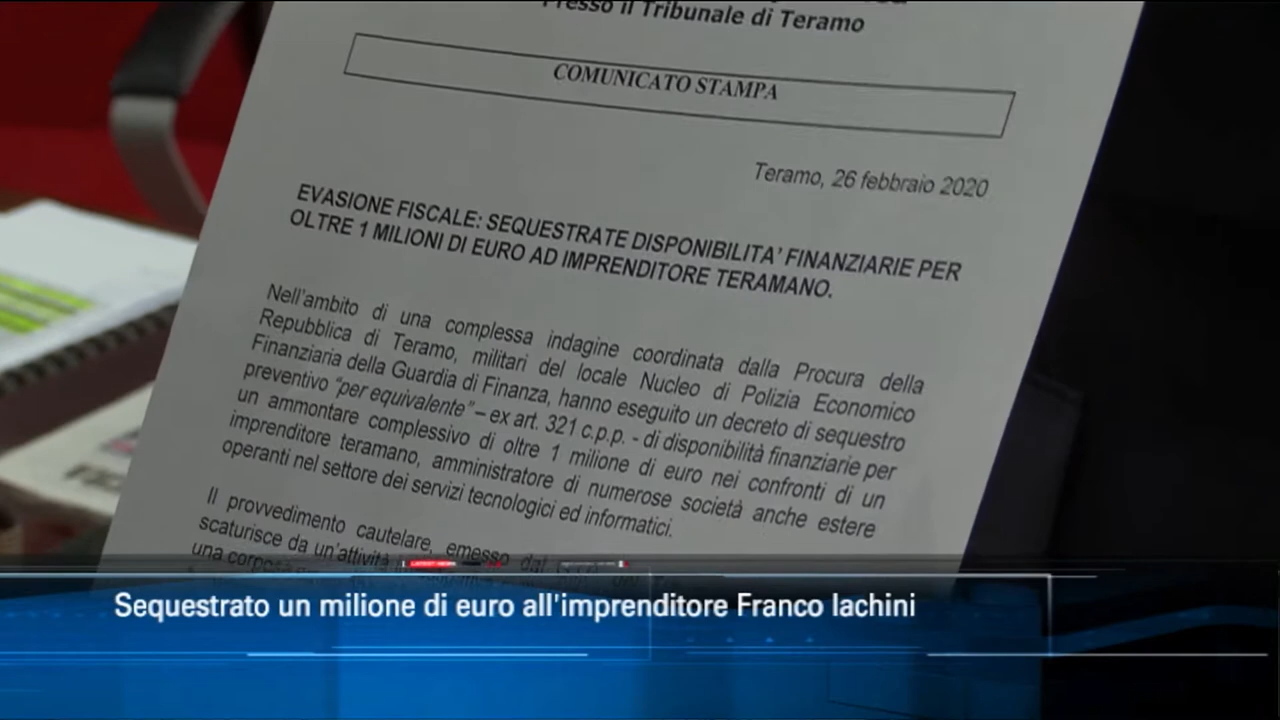 Presso il Tribunale di Teramo
COMUNICATO STAMPA
Teramo, 26 febbraio 2020
EVASIONE FISCALE: SEQUESTRATE DISPONIBILITA' FINANZIARIE PER
OLTRE 1 MILIONI DI EURO AD IMPRENDITORE TERAMANO.
Nell'ambito di una complessa indagine coordinata dalla Procura della
Repubblica di Teramo, militari del locale Nucleo di Polizia Economico
Finanziaria della Guardia di Finanza, hanno eseguito un decreto di sequestro
preventivo "per equivalente" – ex art. 321 c.p.p. - di disponibilità finanziarie per
un ammontare complessivo di oltre 1 milione di euro nei confronti di un
imprenditore teramano, amministratore di numerose società anche estere
operanti nel settore dei servizi tecnologici ed informatici.
Il provvedimento cautelare, emesso dal
scaturisce da un'attività
una
LATEST NEWS
Sequestrato un milione di euro all'imprenditore Franco Iachini